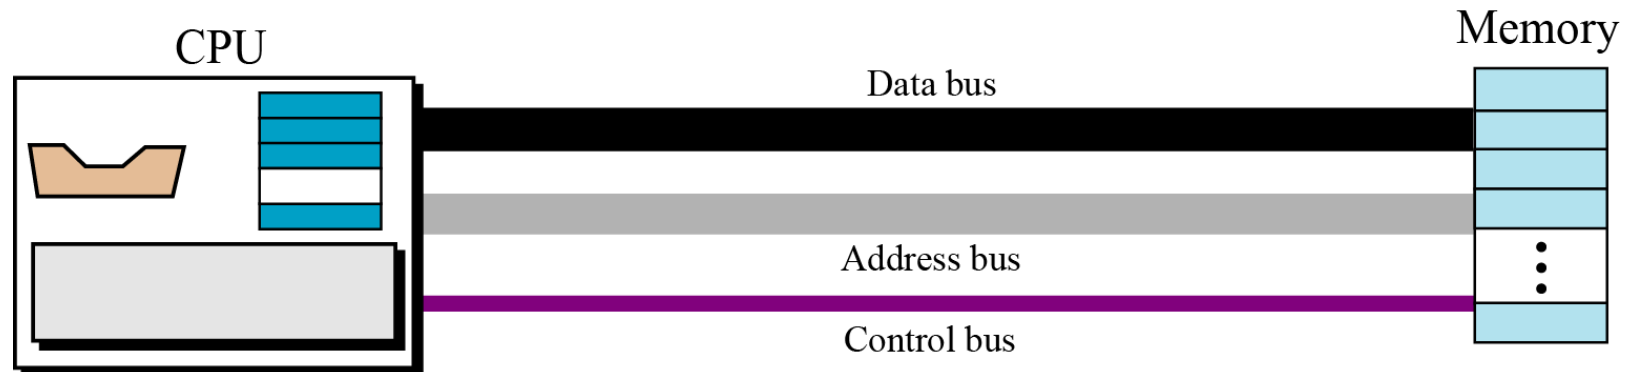 CPU
Memory
Data bus
Address bus
Control bus